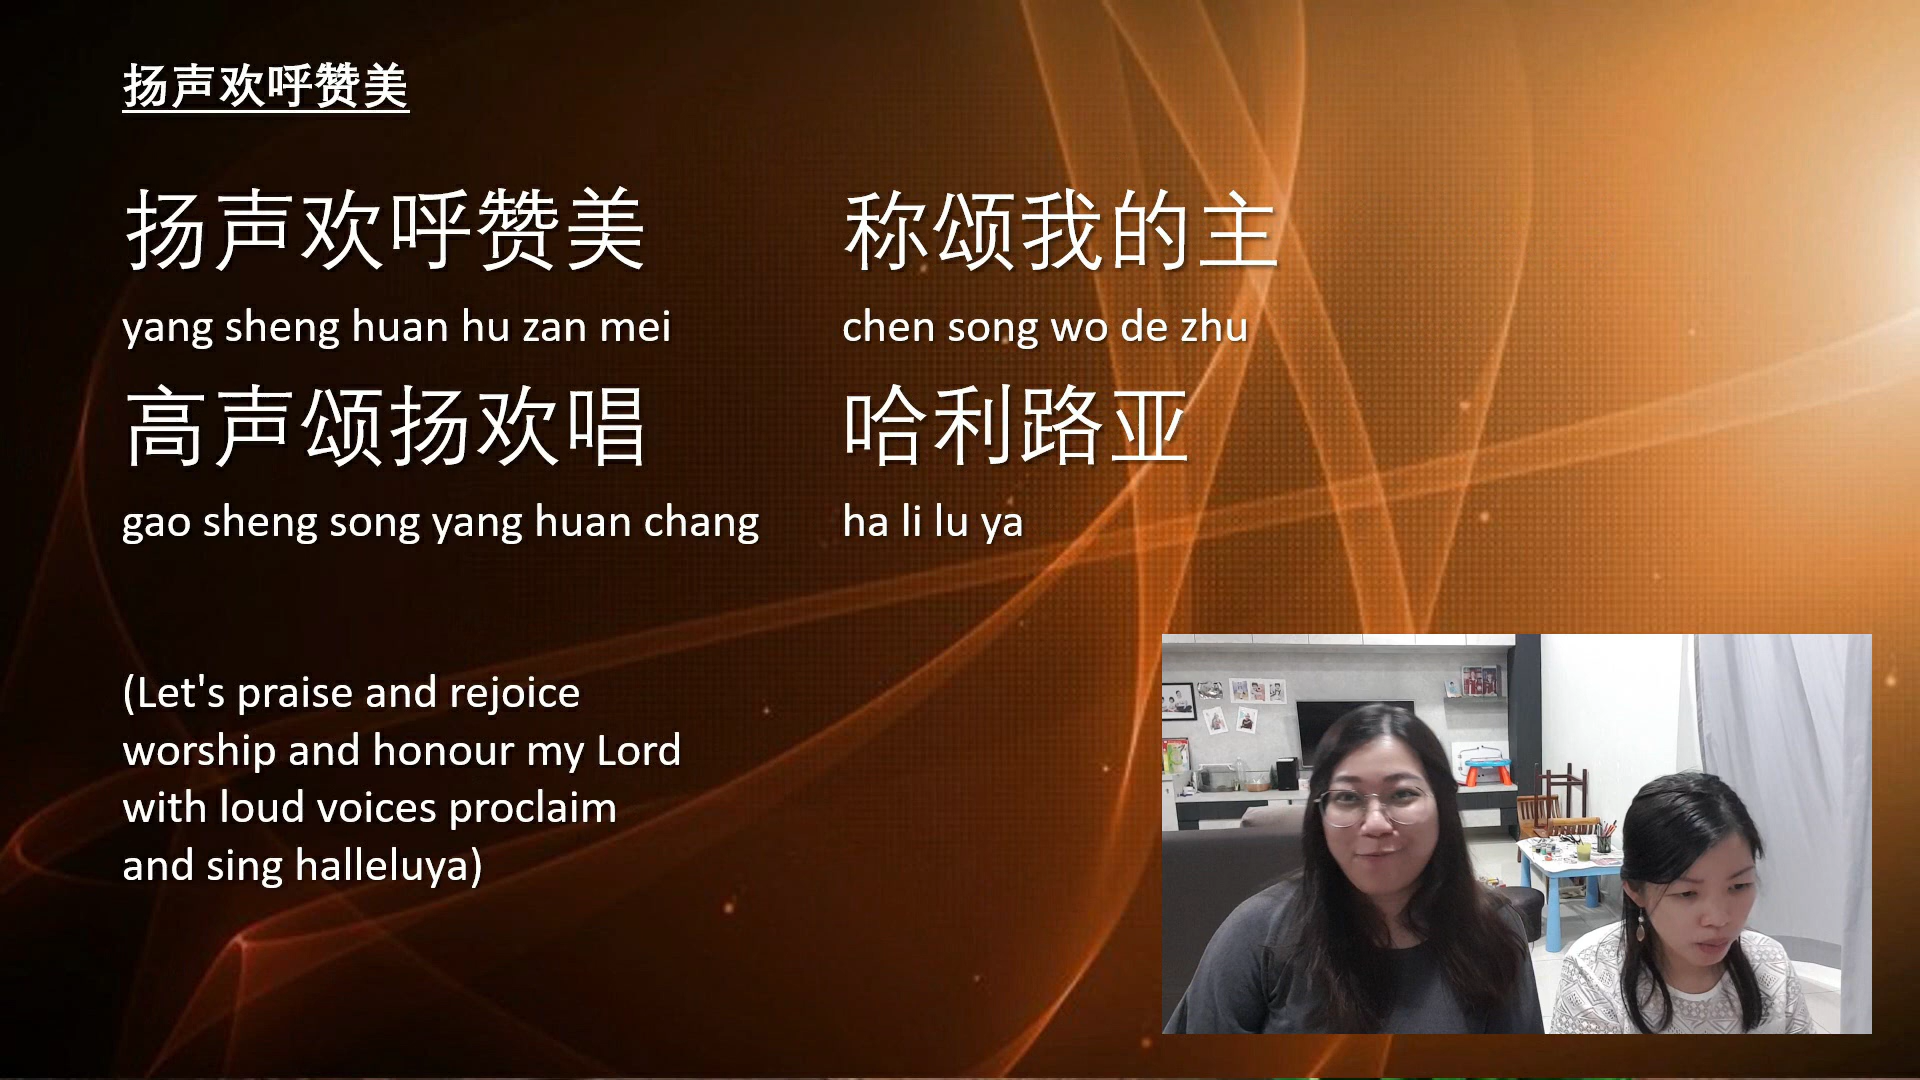 扬声欢呼赞美
扬声欢呼赞美 称颂我的主
yang sheng huan hu zan mei chen song wo de zhu
高声颂扬欢唱 哈利路亚
gao sheng song yang huan chang ha li lu ya
(Let's praise and rejoice
worship and honour my Lord
with loud voices proclaim
and sing halleluya)